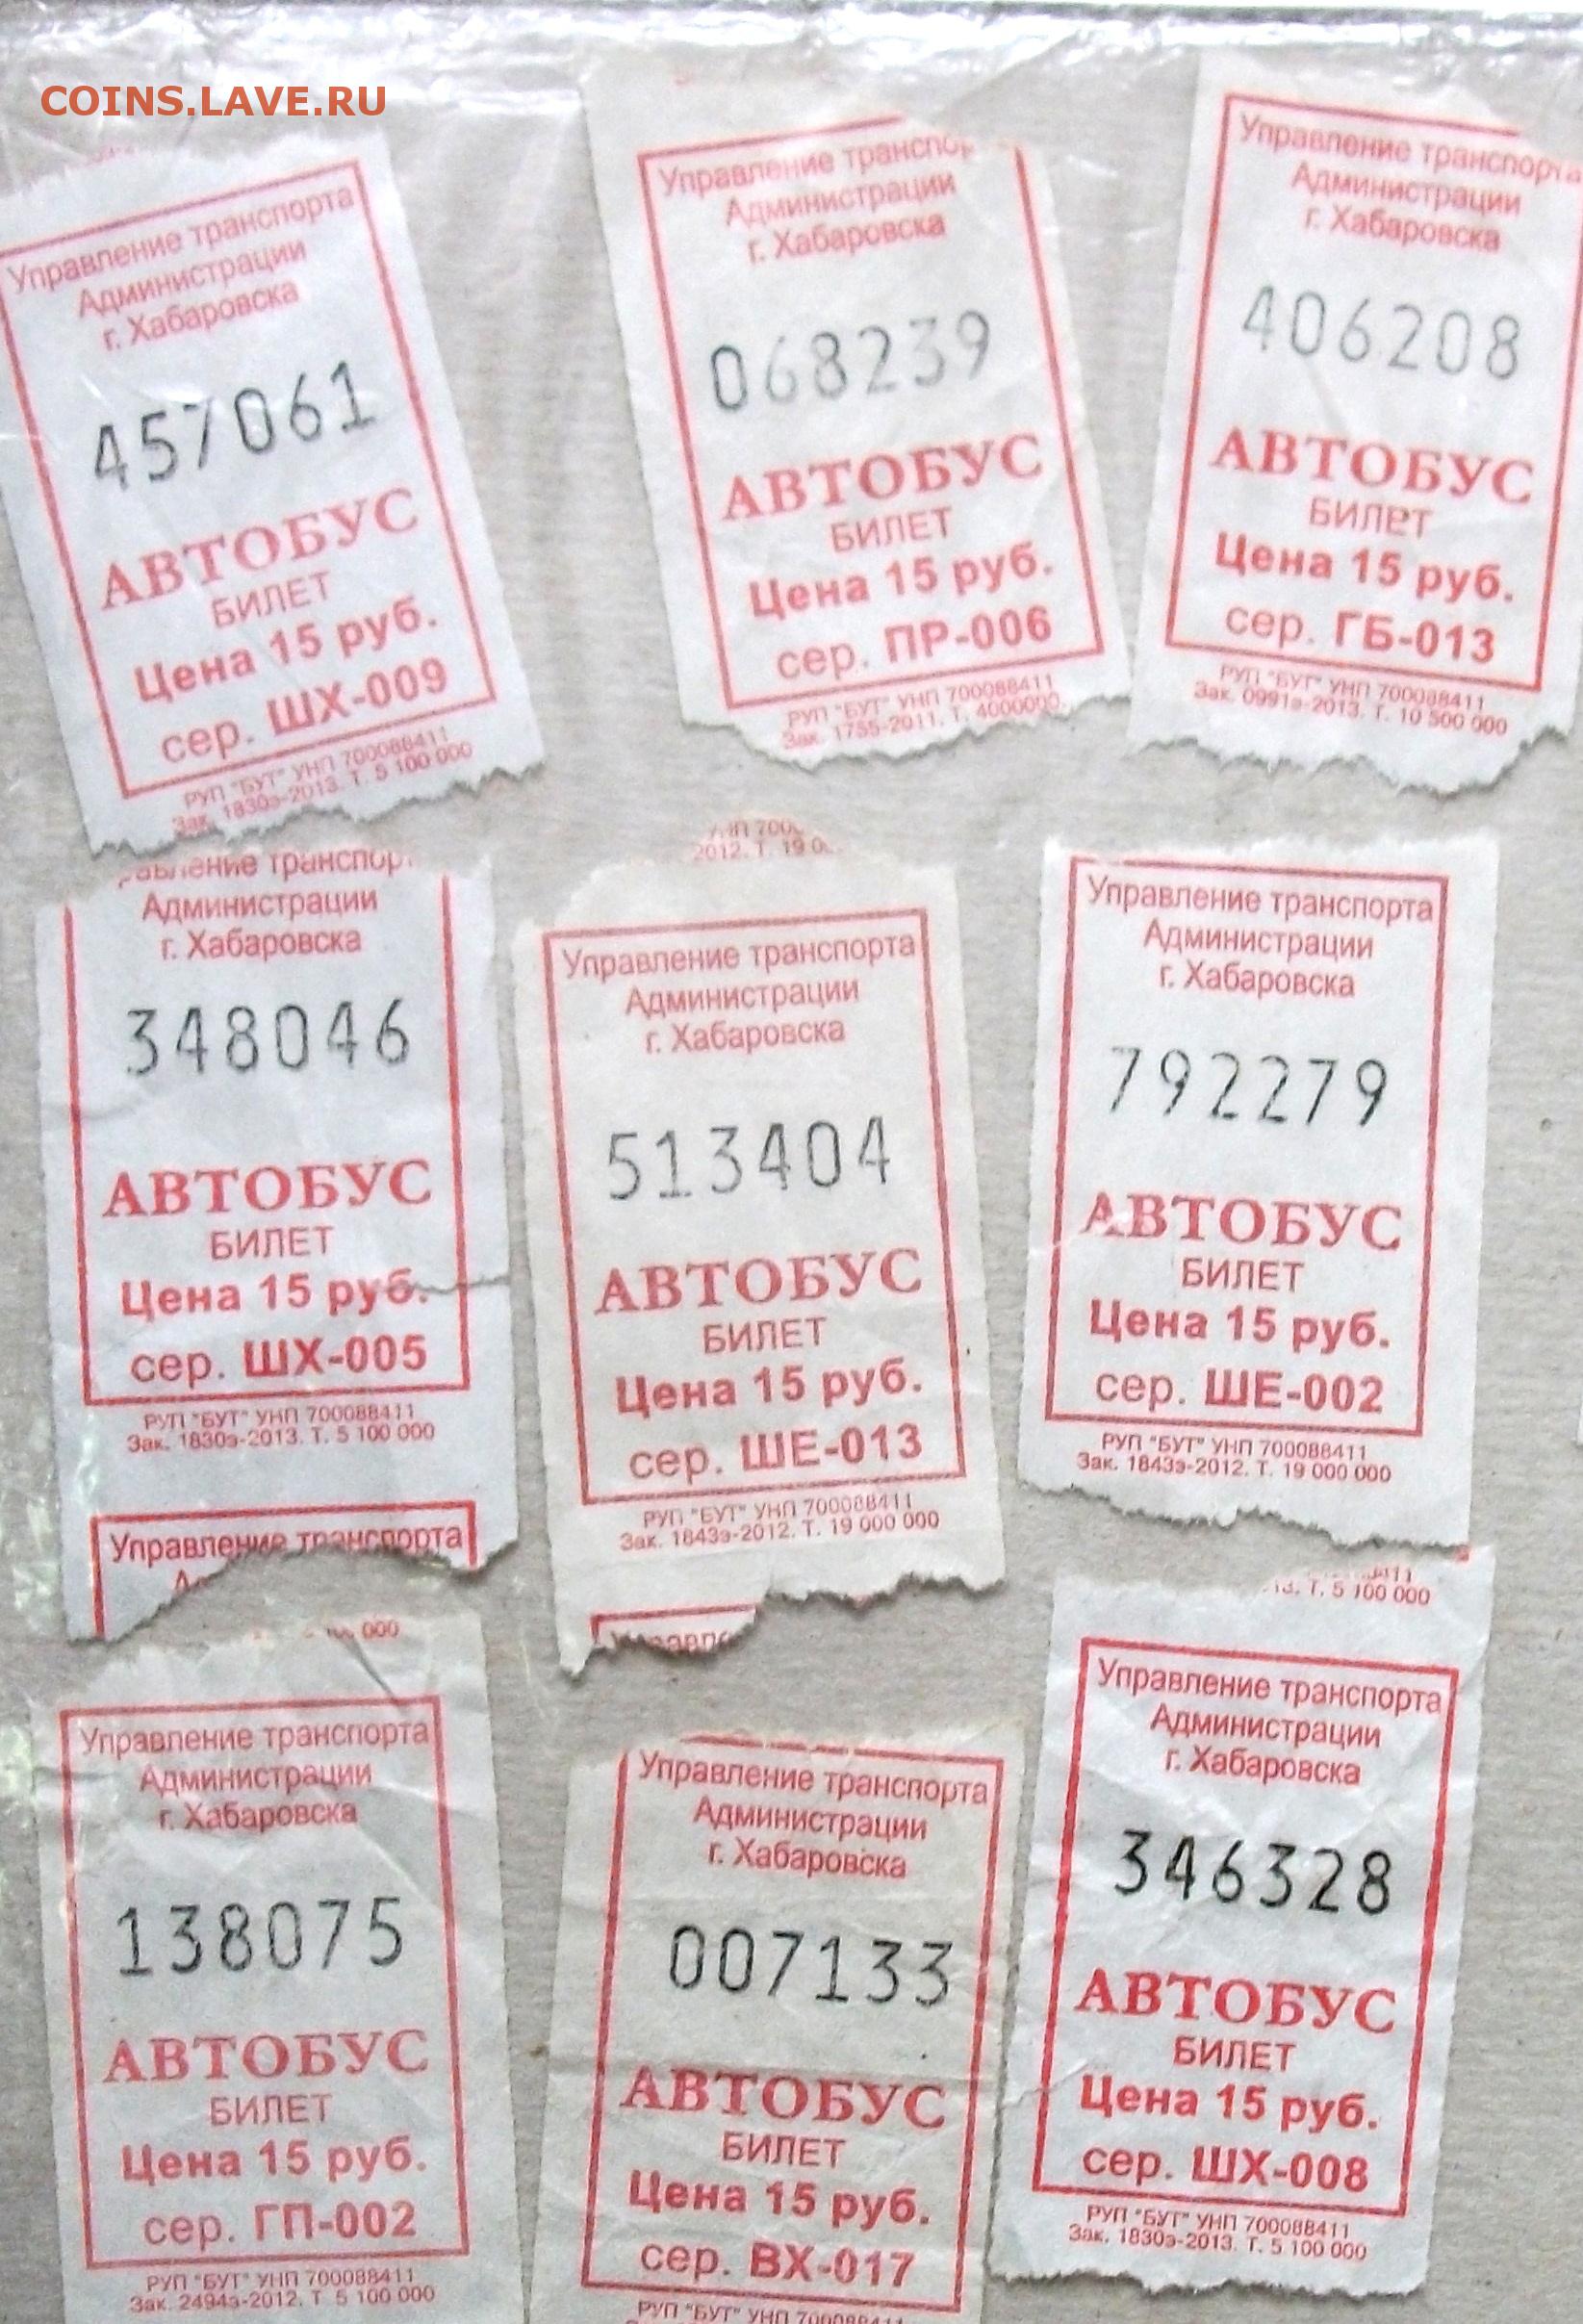 COINS.LAVE.RU
Управление транспорта
Администрации
г. Хабаровска
457061
АВТОБУС
БИЛЕТ
Цена 15 руб.
сер. ШХ-009
РУП "БУТ" УНП 700088411
Зак. 1830э-2013. Т. 5 100 000
Управление
Администрации
г. Хабаровска
068239
АВТОБУС
БИЛЕТ
Цена 15 руб.
сер. ПР-006
РУП "БУТ" УНП 700088411
Зак. 1755-2011. Т. 4000000.
Управление транспорта
Администрации
г. Хабаровска
406208
АВТОБУС
БИЛЕТ
Цена 15 руб.
сер. ГБ-013
РУП "БУТ" УНП 700088411
Зак. 0991э-2013. Т. 10 500 000
Администрации
г. Хабаровска
348046
АВТОБУС
БИЛЕТ
Цена 15 руб.
сер. ШХ-005
РУП "БУТ" УНП 700088411
Зак. 1830э-2013. Т. 5 100 000
Управление транспорта
2012. Т. 19
Управление транспорта
Администрации
г. Хабаровска
513404
АВТОБУС
БИЛЕТ
Цена 15 руб.
сер. ШЕ-013
РУП "БУТ" УНП 700088411
Зак. 1843э-2012. Т. 19 000 000
Управление транспорта
Администрации
г. Хабаровска
792279
АВТОБУС
БИЛЕТ
Цена 15 руб.
сер. ШЕ-002
РУП "БУТ" УНП 700088411
Зак. 1843э-2012. Т. 19 000 000
000
Управление транспорта
Администрации
г. Хабаровска
138075
АВТОБУС
БИЛЕТ
Цена 15 руб.
сер. ГП-002
РУП "БУТ" УНП 700088411
Зак. 2494э-2012. Т 5 100 000
Управление транспорта
Администрации
г. Хабаровска
007133
АВТОБУС
БИЛЕТ
Цена 15 руб.
сер. ВХ-017
РУП "БУТ" УНП 700088411
Т. 5 100 000
Управление транспорта
Администрации
г. Хабаровска
346328
АВТОБУС
БИЛЕТ
Цена 15 руб.
сер. ШХ-008
РУП "БУТ" УНП 700088411
Зак. 1830э-2013. Т. 5 100 000